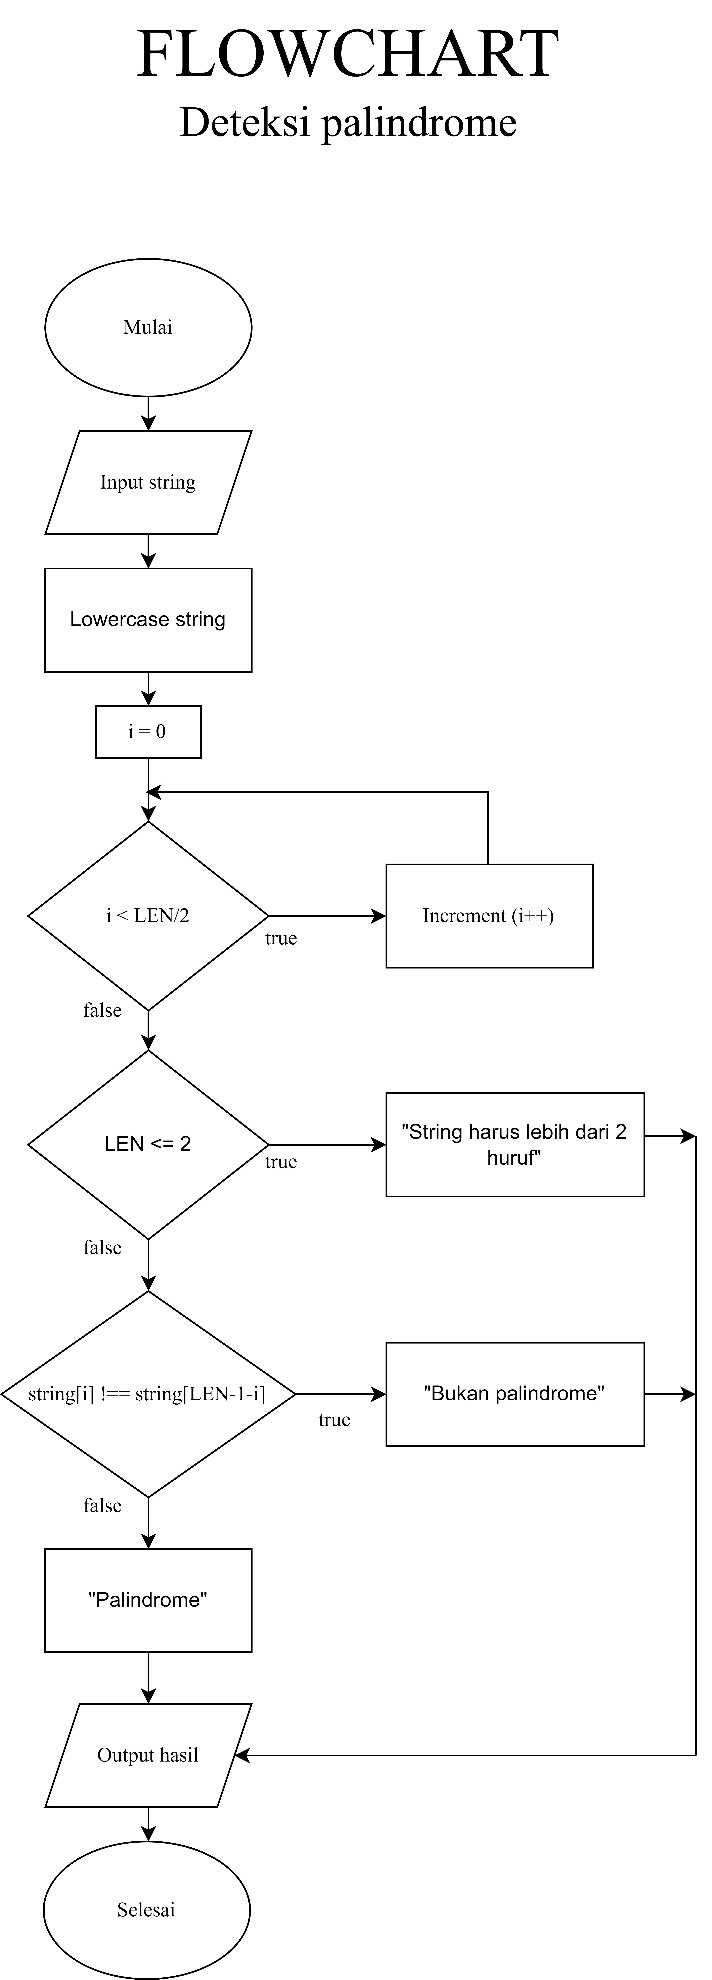 FLOWCHART
Deteksi palindrome
Mulai
Input string
Lowercase string
i = 0
i < LEN/2
true
Increment (i++)
false
LEN <= 2
true
"String harus lebih dari 2
huruf"
false
string[i] !== string[LEN-1-i]
true
"Bukan palindrome"
false
"Palindrome"
Output hasil
Selesai